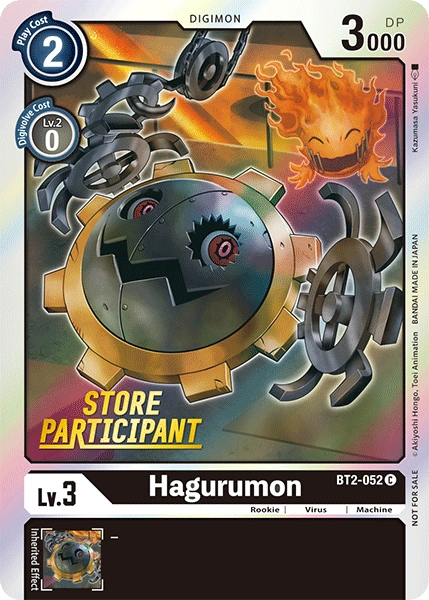 Play Cost
2
DIGIMON
DP
3000
Digivolve Cost
Lv.2
0
Kazumasa Yasukuni
© Akiyoshi Hongo, Toei Animation BANDAI MADE IN JAPAN
NOT FOR SALE
STORE
PARTICIPANT
Lv.3
Hagurumon
BT2-052 C
Rookie | Virus | Machine
Inherited Effect
–